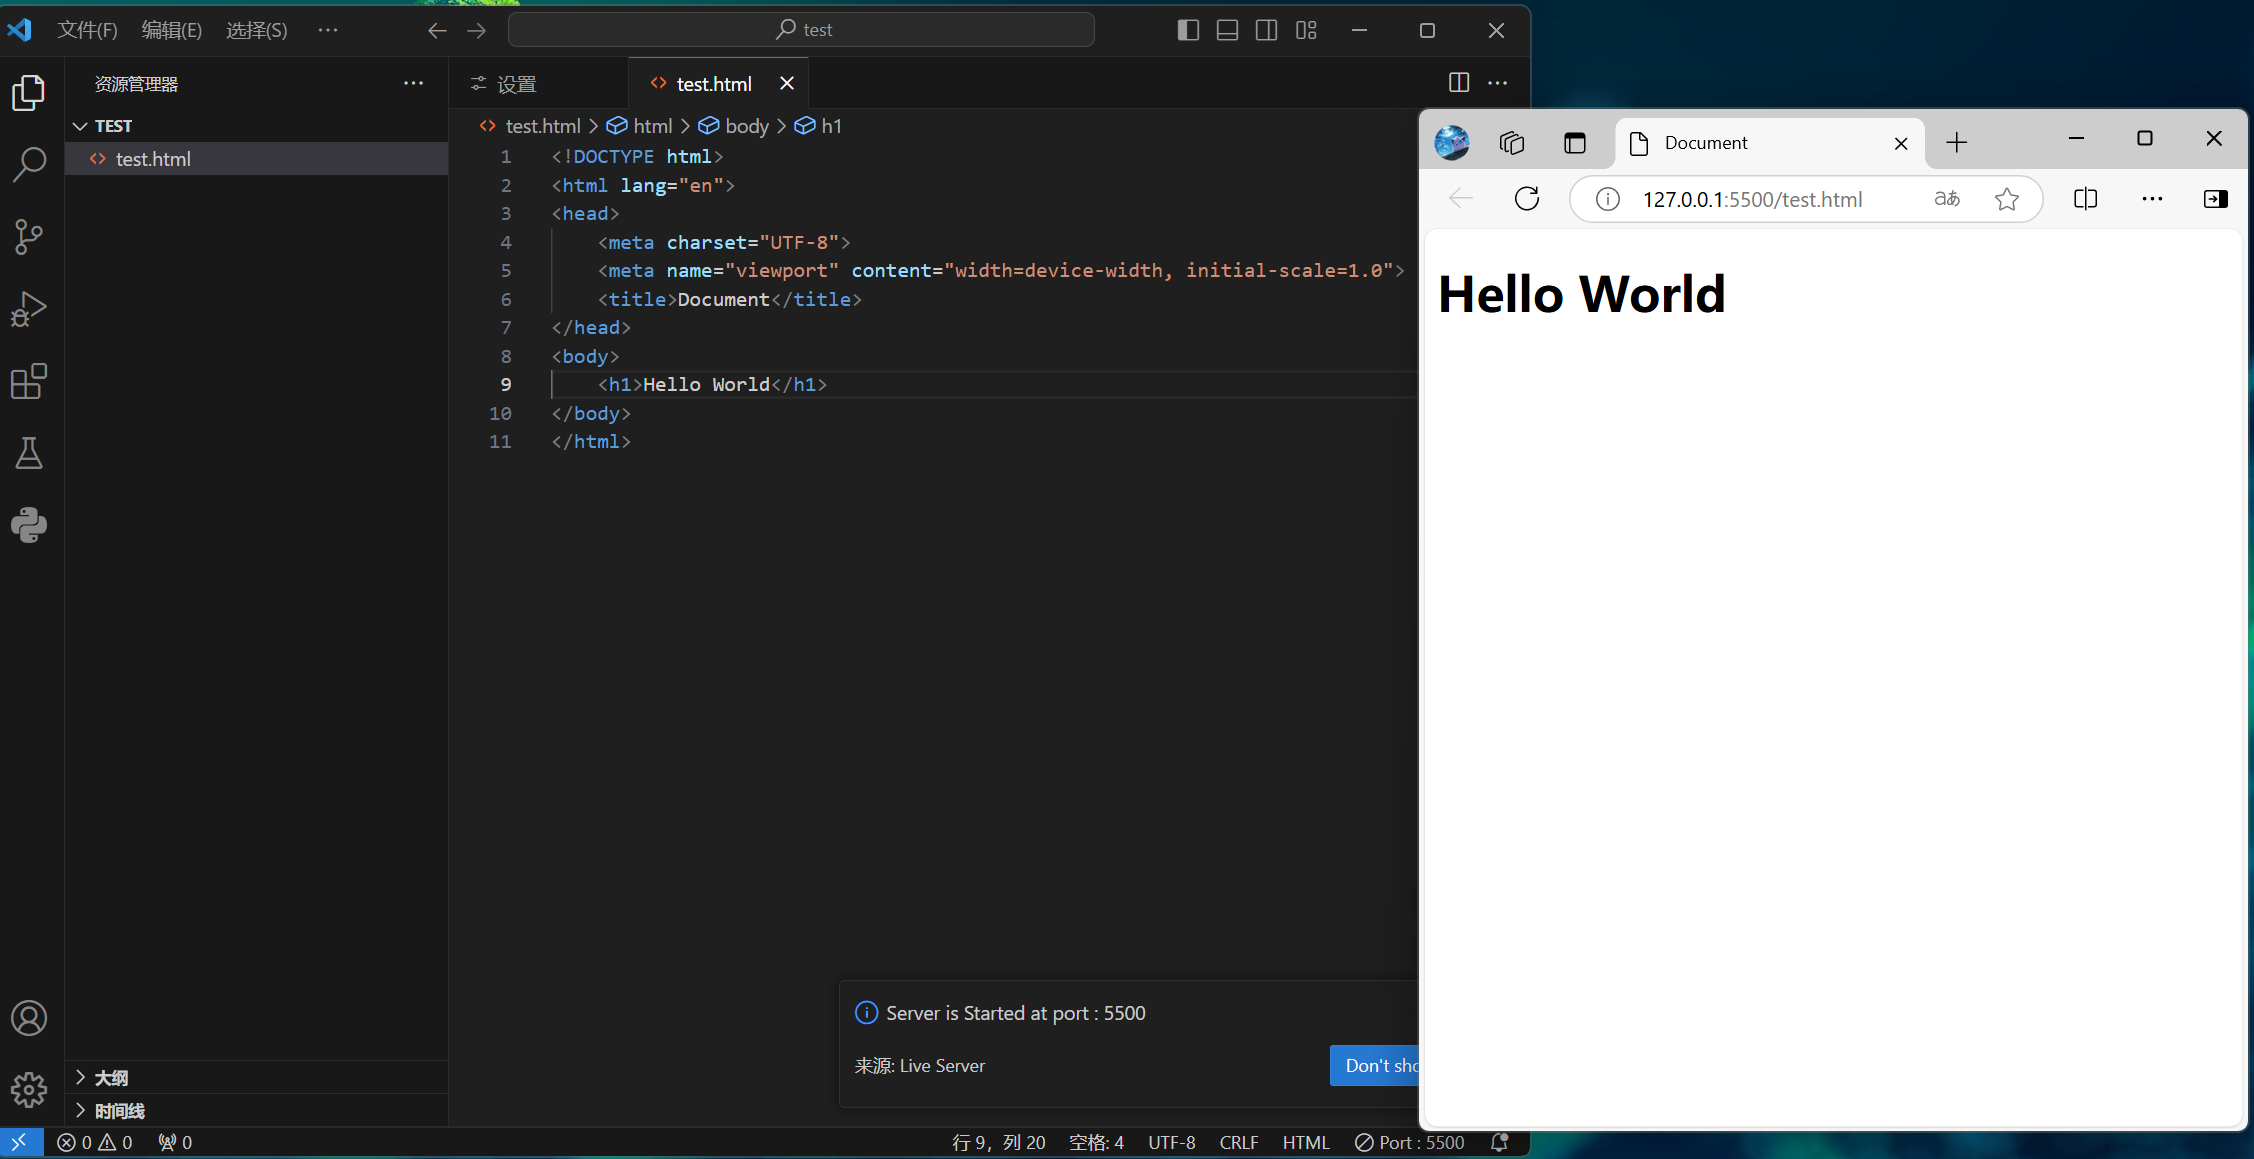 文件(F) 编辑(E) 选择(S) ··· test
资源管理器 ···
TEST
test.html
大纲
时间线
设置 test.html
test.html > html > body > h1
1 <!DOCTYPE html>
2 <html lang="en">
3 <head>
4 <meta charset="UTF-8">
5 <meta name="viewport" content="width=device-width, initial-scale=1.0">
6 <title>Document</title>
7 </head>
8 <body>
9 <h1>Hello World</h1>
10 </body>
11 </html>
Server is Started at port : 5500
来源: Live Server Don't sho
0 0 0 行 9，列 20 空格: 4 UTF-8 CRLF HTML Port : 5500
Document
127.0.0.1:5500/test.html aあ
Hello World